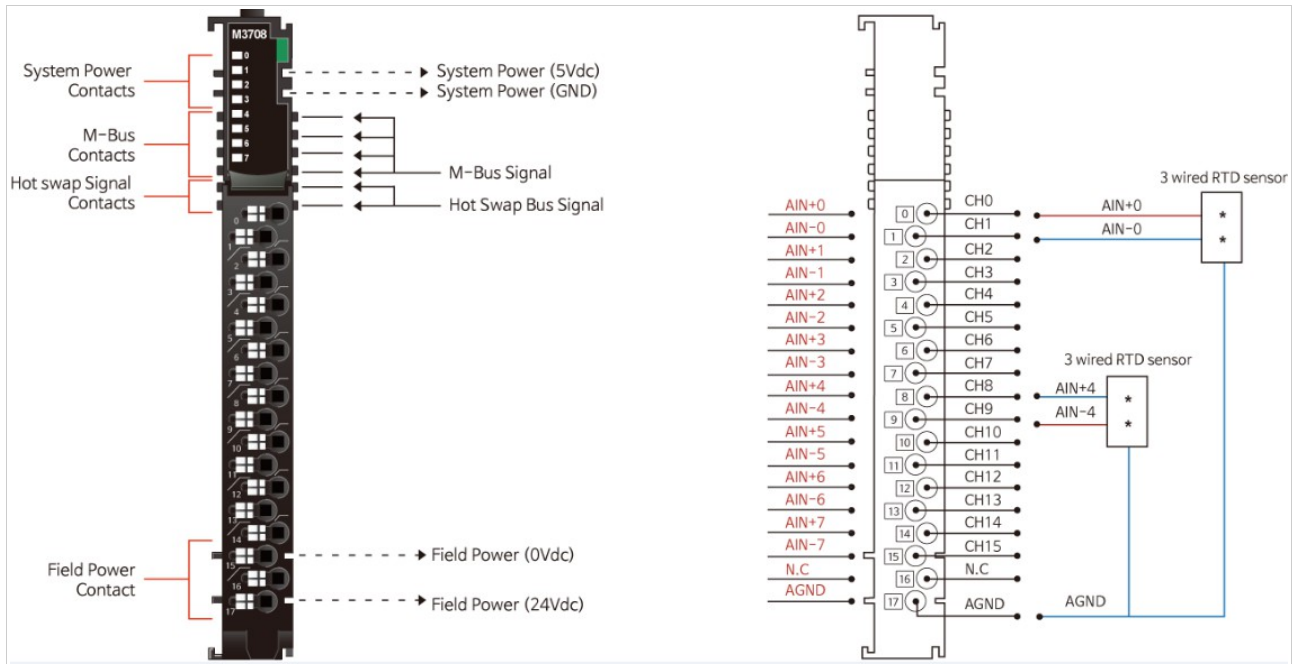 M3708
0
1
2
3
4
5
6
7
System Power
Contacts
M-Bus
Contacts
Hot swap Signal
Contacts
System Power (5Vdc)
System Power (GND)
M-Bus Signal
Hot Swap Bus Signal
0
1
2
3
4
5
6
7
8
9
10
11
12
13
14
15
16
17
Field Power
Contact
Field Power (0Vdc)
Field Power (24Vdc)
AIN+0
AIN-0
AIN+1
AIN-1
AIN+2
AIN-2
AIN+3
AIN-3
AIN+4
AIN-4
AIN+5
AIN-5
AIN+6
AIN-6
AIN+7
AIN-7
N.C
AGND
0
1
2
3
4
5
6
7
8
9
10
11
12
13
14
15
16
17
CH0
CH1
CH2
CH3
CH4
CH5
CH6
CH7
CH8
CH9
CH10
CH11
CH12
CH13
CH14
CH15
N.C
AGND
3 wired RTD sensor
AIN+0
AIN-0
*
*
3 wired RTD sensor
AIN+4
AIN-4
*
*
AGND